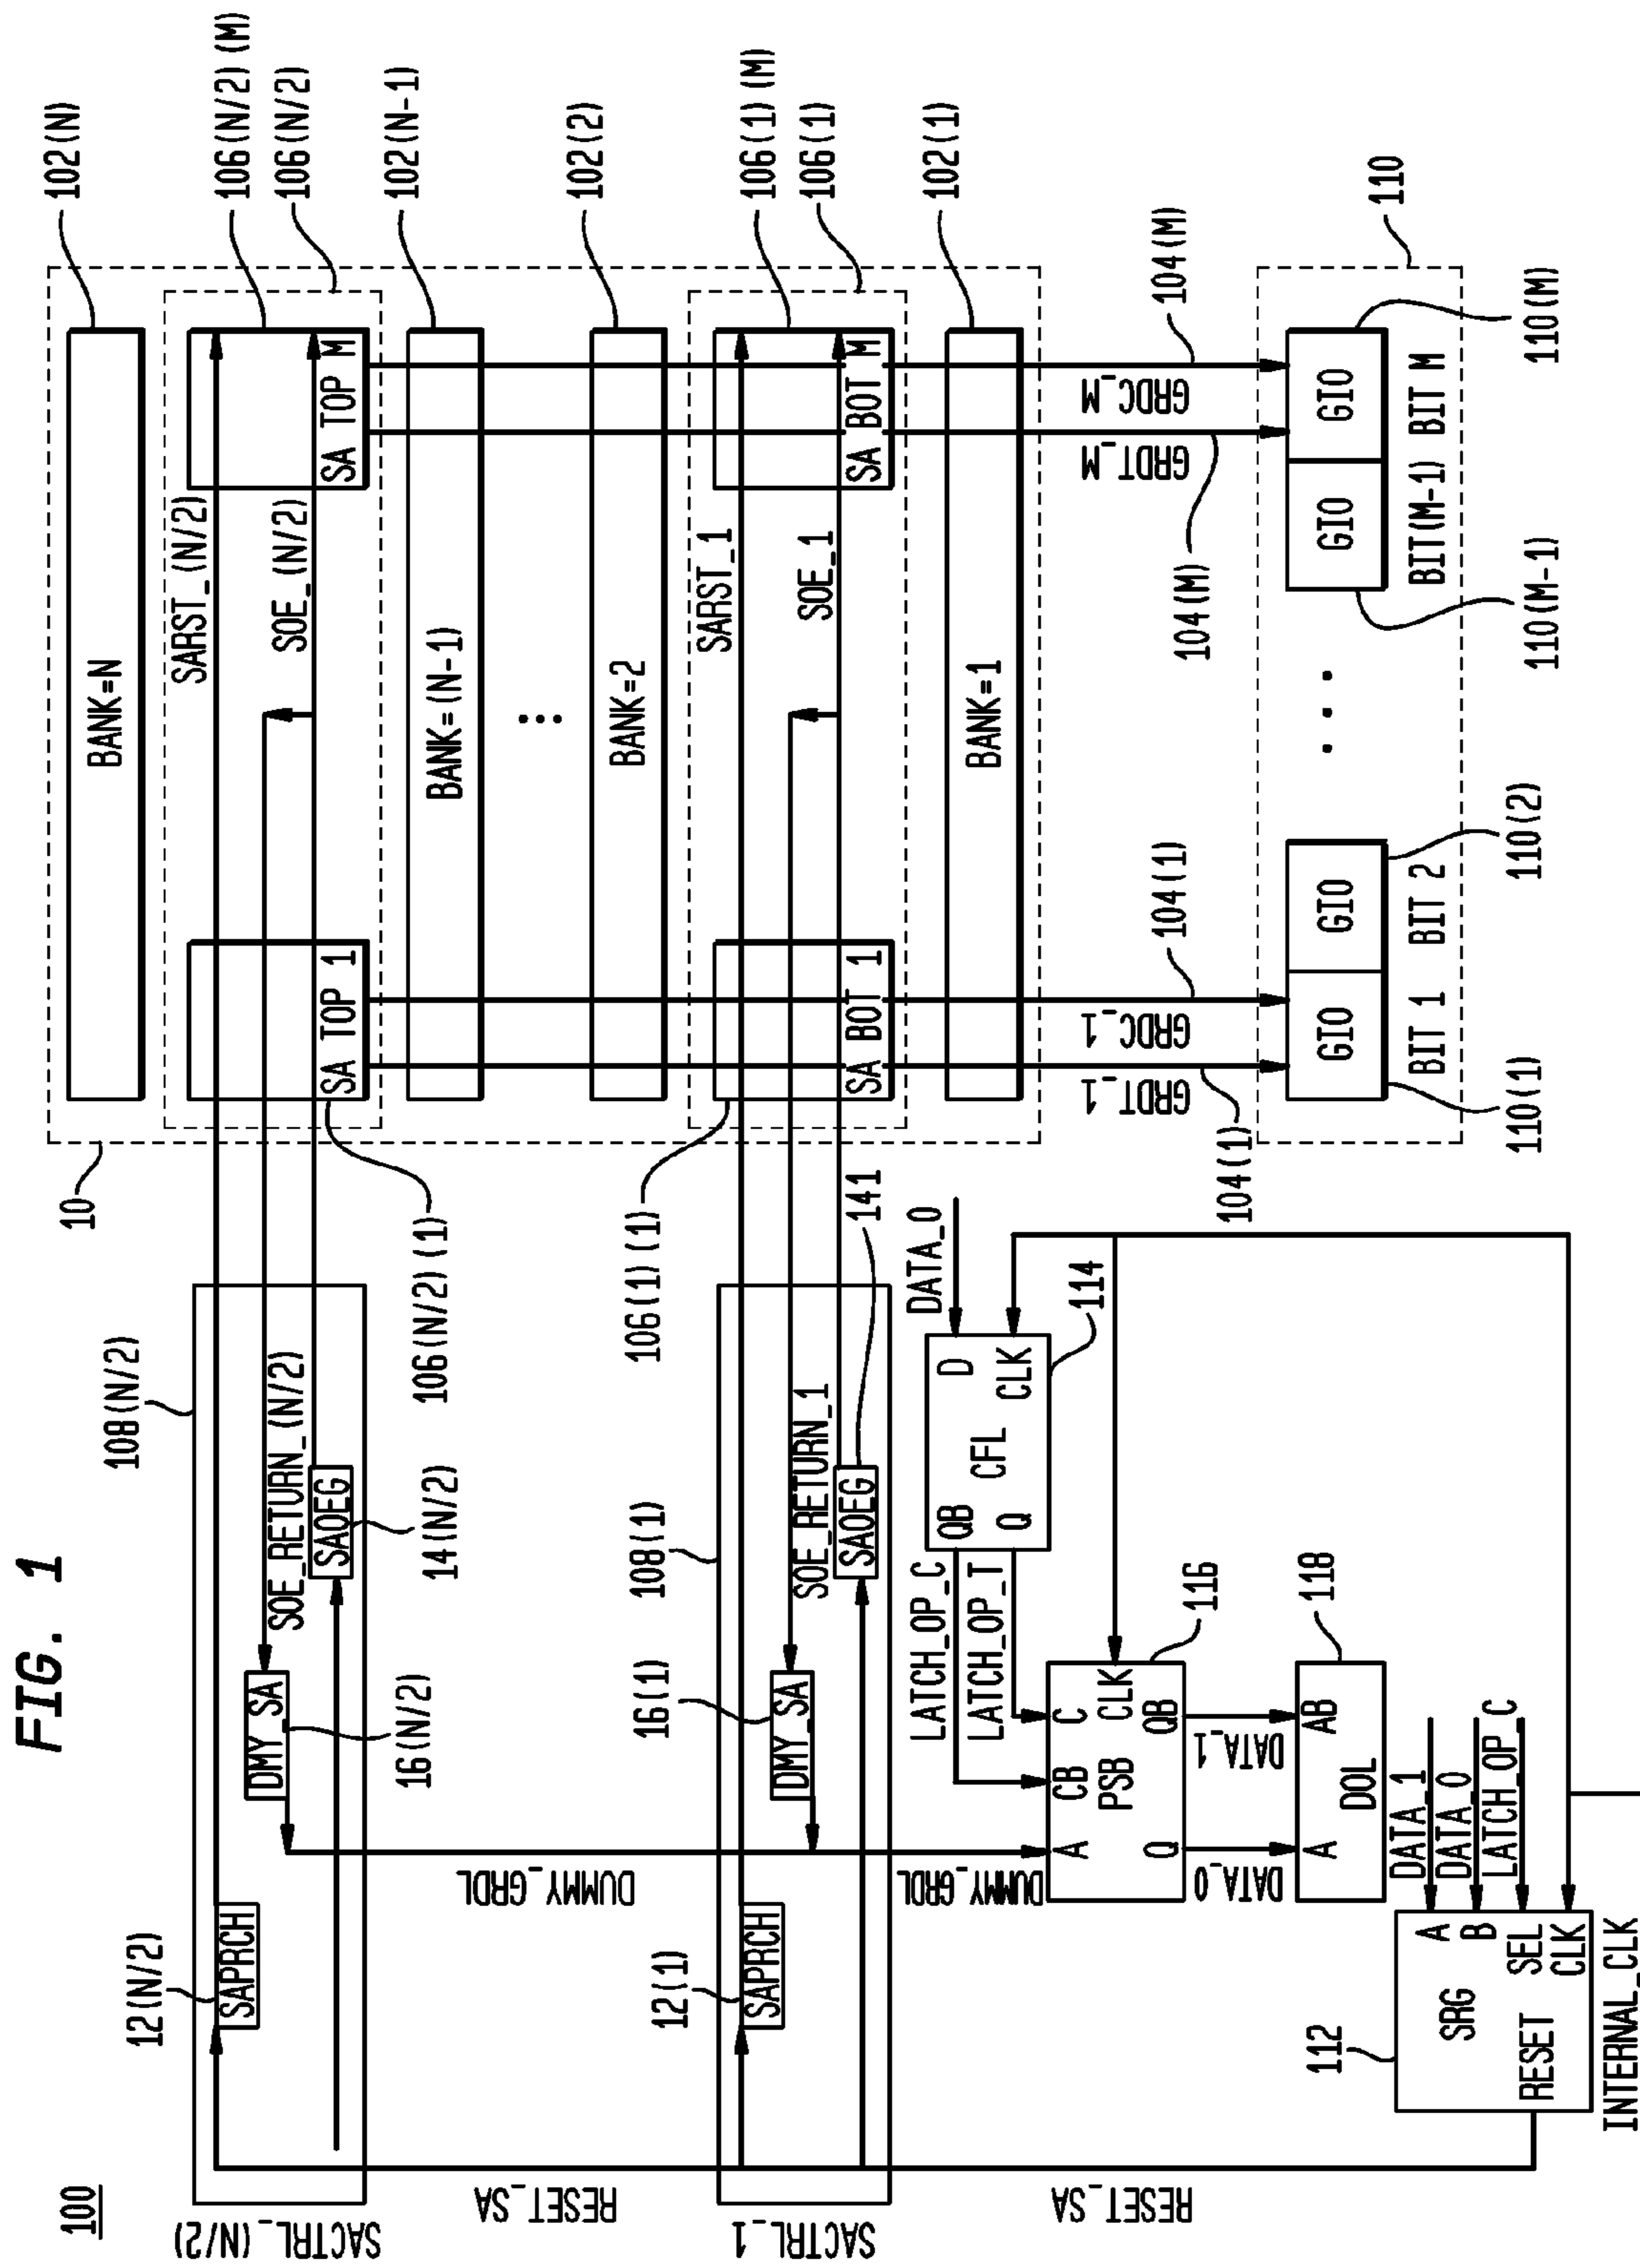 FIG. 1
100
10
102(N)
BANK=N
106(N/2)(M)
106(N/2)
108(N/2)
12(N/2)
SAPRCH
SARST_(N/2)
SOE_(N/2)
DMY_SA
SOE_RETURN_(N/2)
SAOEG
14(N/2)
16(N/2)
SA TOP 1
SA TOP M
106(N/2)(1)
SACTRL_(N/2)
102(N-1)
BANK=(N-1)
...
RESET_SA
DUMMY_GRDL
102(2)
BANK=2
106(1)(M)
106(1)
106(1)(1)
108(1)
12(1)
SAPRCH
SARST_1
SOE_1
16(1)
DMY_SA
SOE_RETURN_1
SAOEG
141
SA BOT 1
SA BOT M
SACTRL_1
102(1)
BANK=1
RESET_SA
DUMMY_GRDL
DATA_0
D
QB
CFL
CLK
Q
114
LATCH_OP_C
LATCH_OP_T
A
CB
C
PSB
CLK
Q
QB
116
DATA_0
DATA_1
A
AB
DOL
118
GRDT_1
GRDC_1
104(1)
104(1)
GRDT_M
GRDC_M
104(M)
104(M)
110
GIO
GIO
...
GIO
GIO
BIT 1
BIT 2
BIT(M-1)
BIT M
110(1)
110(2)
110(M-1)
110(M)
DATA_1
DATA_0
LATCH_OP_C
112
SRG
A
B
SEL
CLK
RESET
INTERNAL_CLK